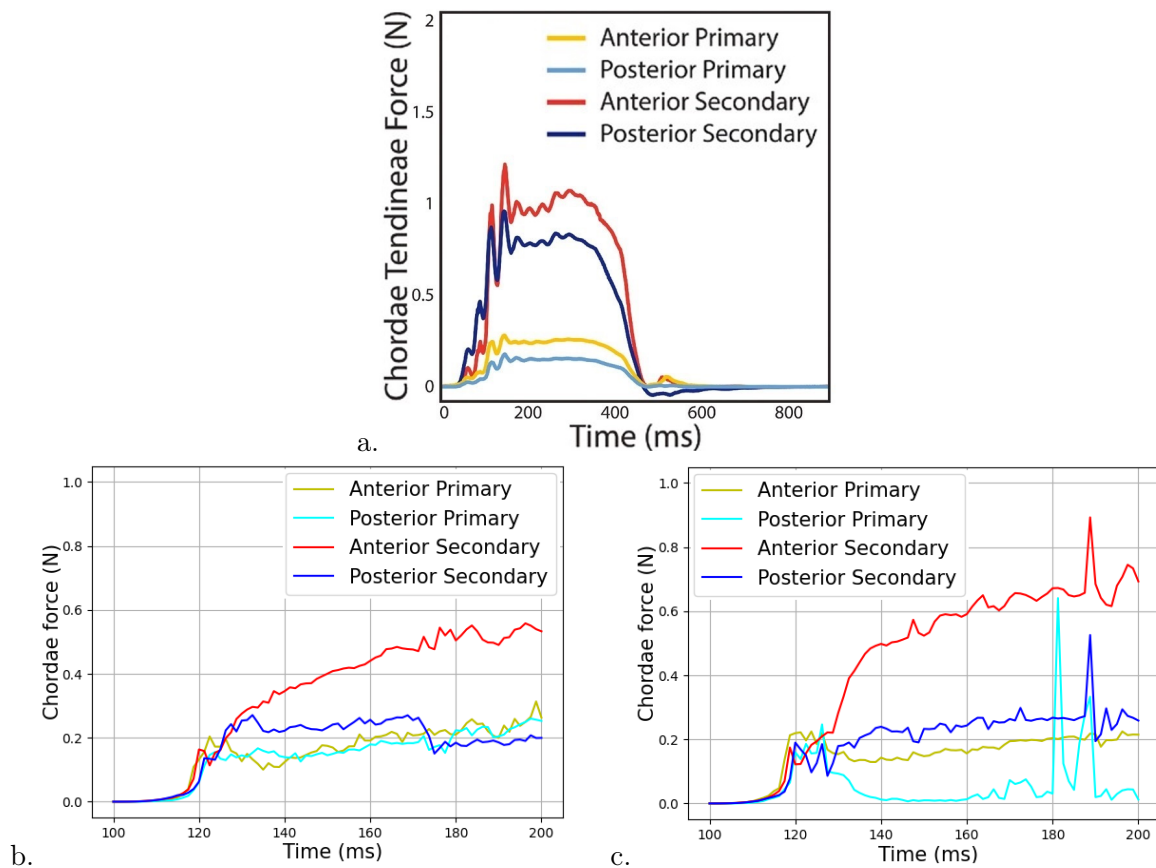 Chordae Tendineae Force (N)
2
1.5
1
0.5
0
Anterior Primary
Posterior Primary
Anterior Secondary
Posterior Secondary
0 200 400 600 800
Time (ms)
a.
Chordae force (N)
1.0
0.8
0.6
0.4
0.2
0.0
Anterior Primary
Posterior Primary
Anterior Secondary
Posterior Secondary
100 120 140 160 180 200
Time (ms)
b.
Chordae force (N)
1.0
0.8
0.6
0.4
0.2
0.0
Anterior Primary
Posterior Primary
Anterior Secondary
Posterior Secondary
100 120 140 160 180 200
Time (ms)
c.